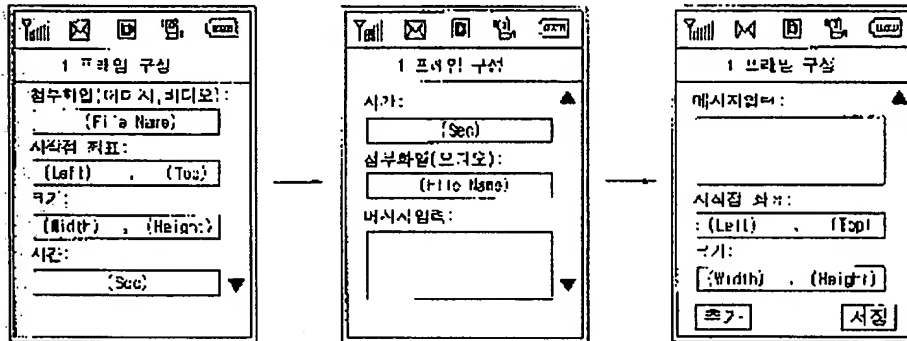 1 프레임 구성
첨부화일(이미지,비디오):
(File Name)
시작점 좌표:
(Left) , (Top)
크기:
(Width) , (Height)
시간:
(Sec)
1 프레임 구성
시간:
(Sec)
첨부화일(오디오):
(File Name)
메시지입력:
1 프레임 구성
메시지입력:
시작점 좌표:
(Left) , (Top)
크기:
(Width) , (Height)
추가 저장